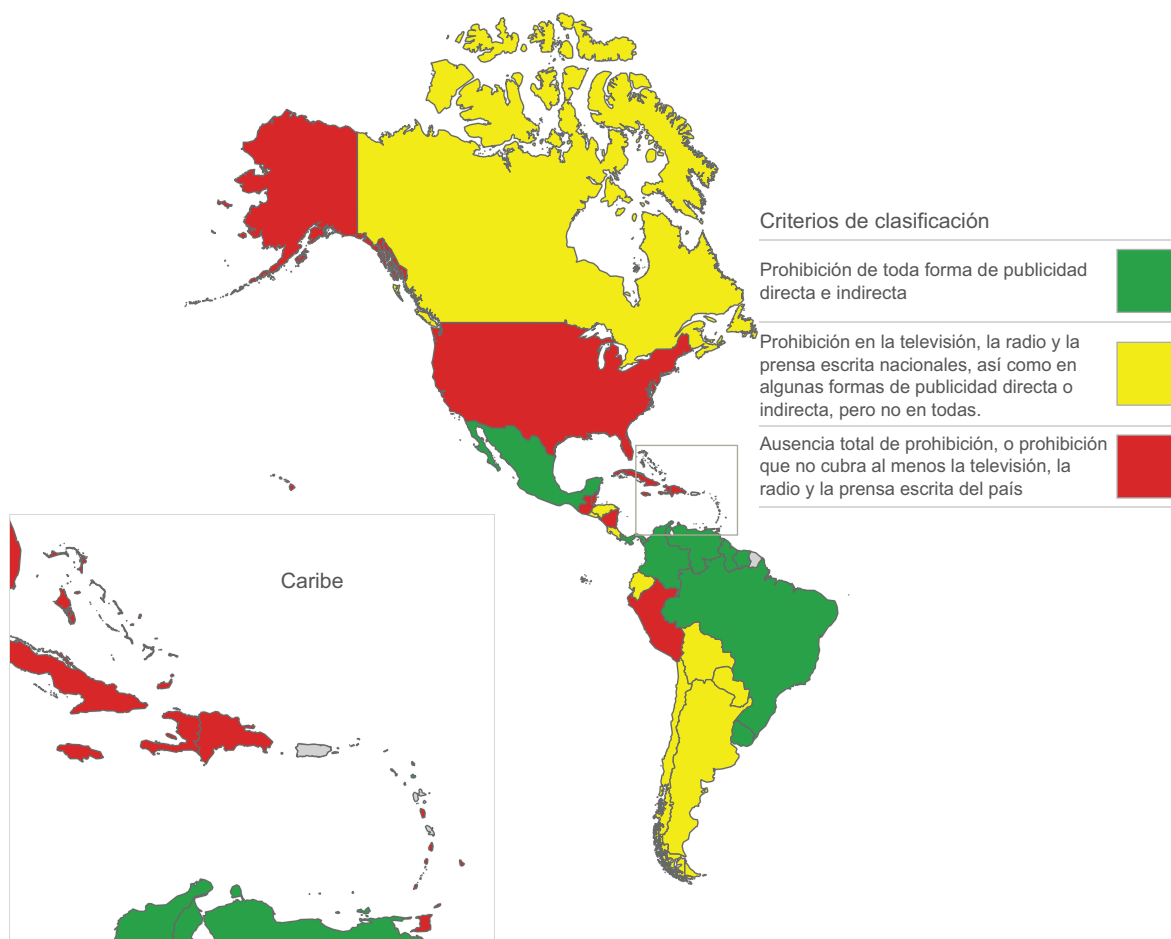 Criterios de clasificación
Prohibición de toda forma de publicidad
directa e indirecta
Prohibición en la televisión, la radio y la
prensa escrita nacionales, así como en
algunas formas de publicidad directa o
indirecta, pero no en todas.
Ausencia total de prohibición, o prohibición
que no cubra al menos la televisión, la
radio y la prensa escrita del país
Caribe